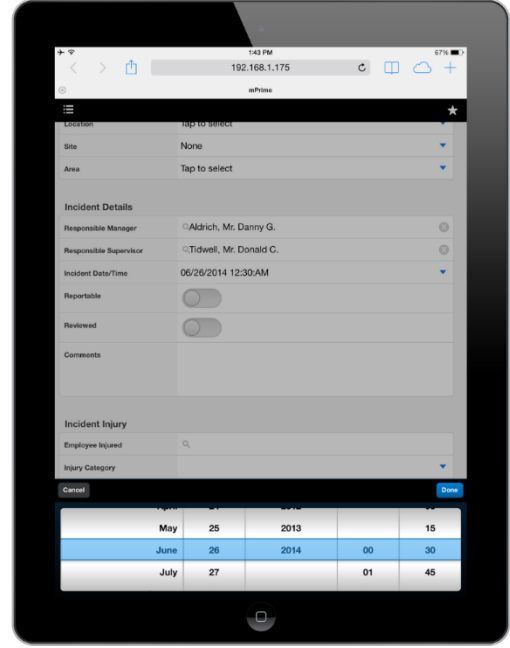 1:43 PM
67%
192.168.1.175
mPrime
Location Tap to select
Site None
Area Tap to select
Incident Details
Responsible Manager Aldrich, Mr. Danny G.
Responsible Supervisor Tidwell, Mr. Donald C.
Incident Date/Time 06/26/2014 12:30:AM
Reportable
Reviewed
Comments
Incident Injury
Employee Injured
Injury Category
Cancel Done
May 25 2013 15
June 26 2014 00 30
July 27 01 45